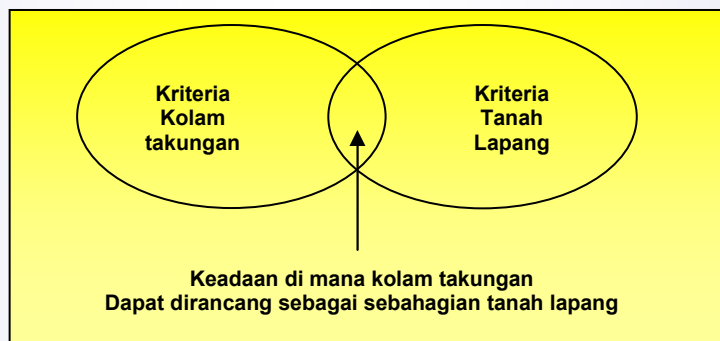 Kriteria
Kolam
takungan
Kriteria
Tanah
Lapang
Keadaan di mana kolam takungan
Dapat dirancang sebagai sebahagian tanah lapang